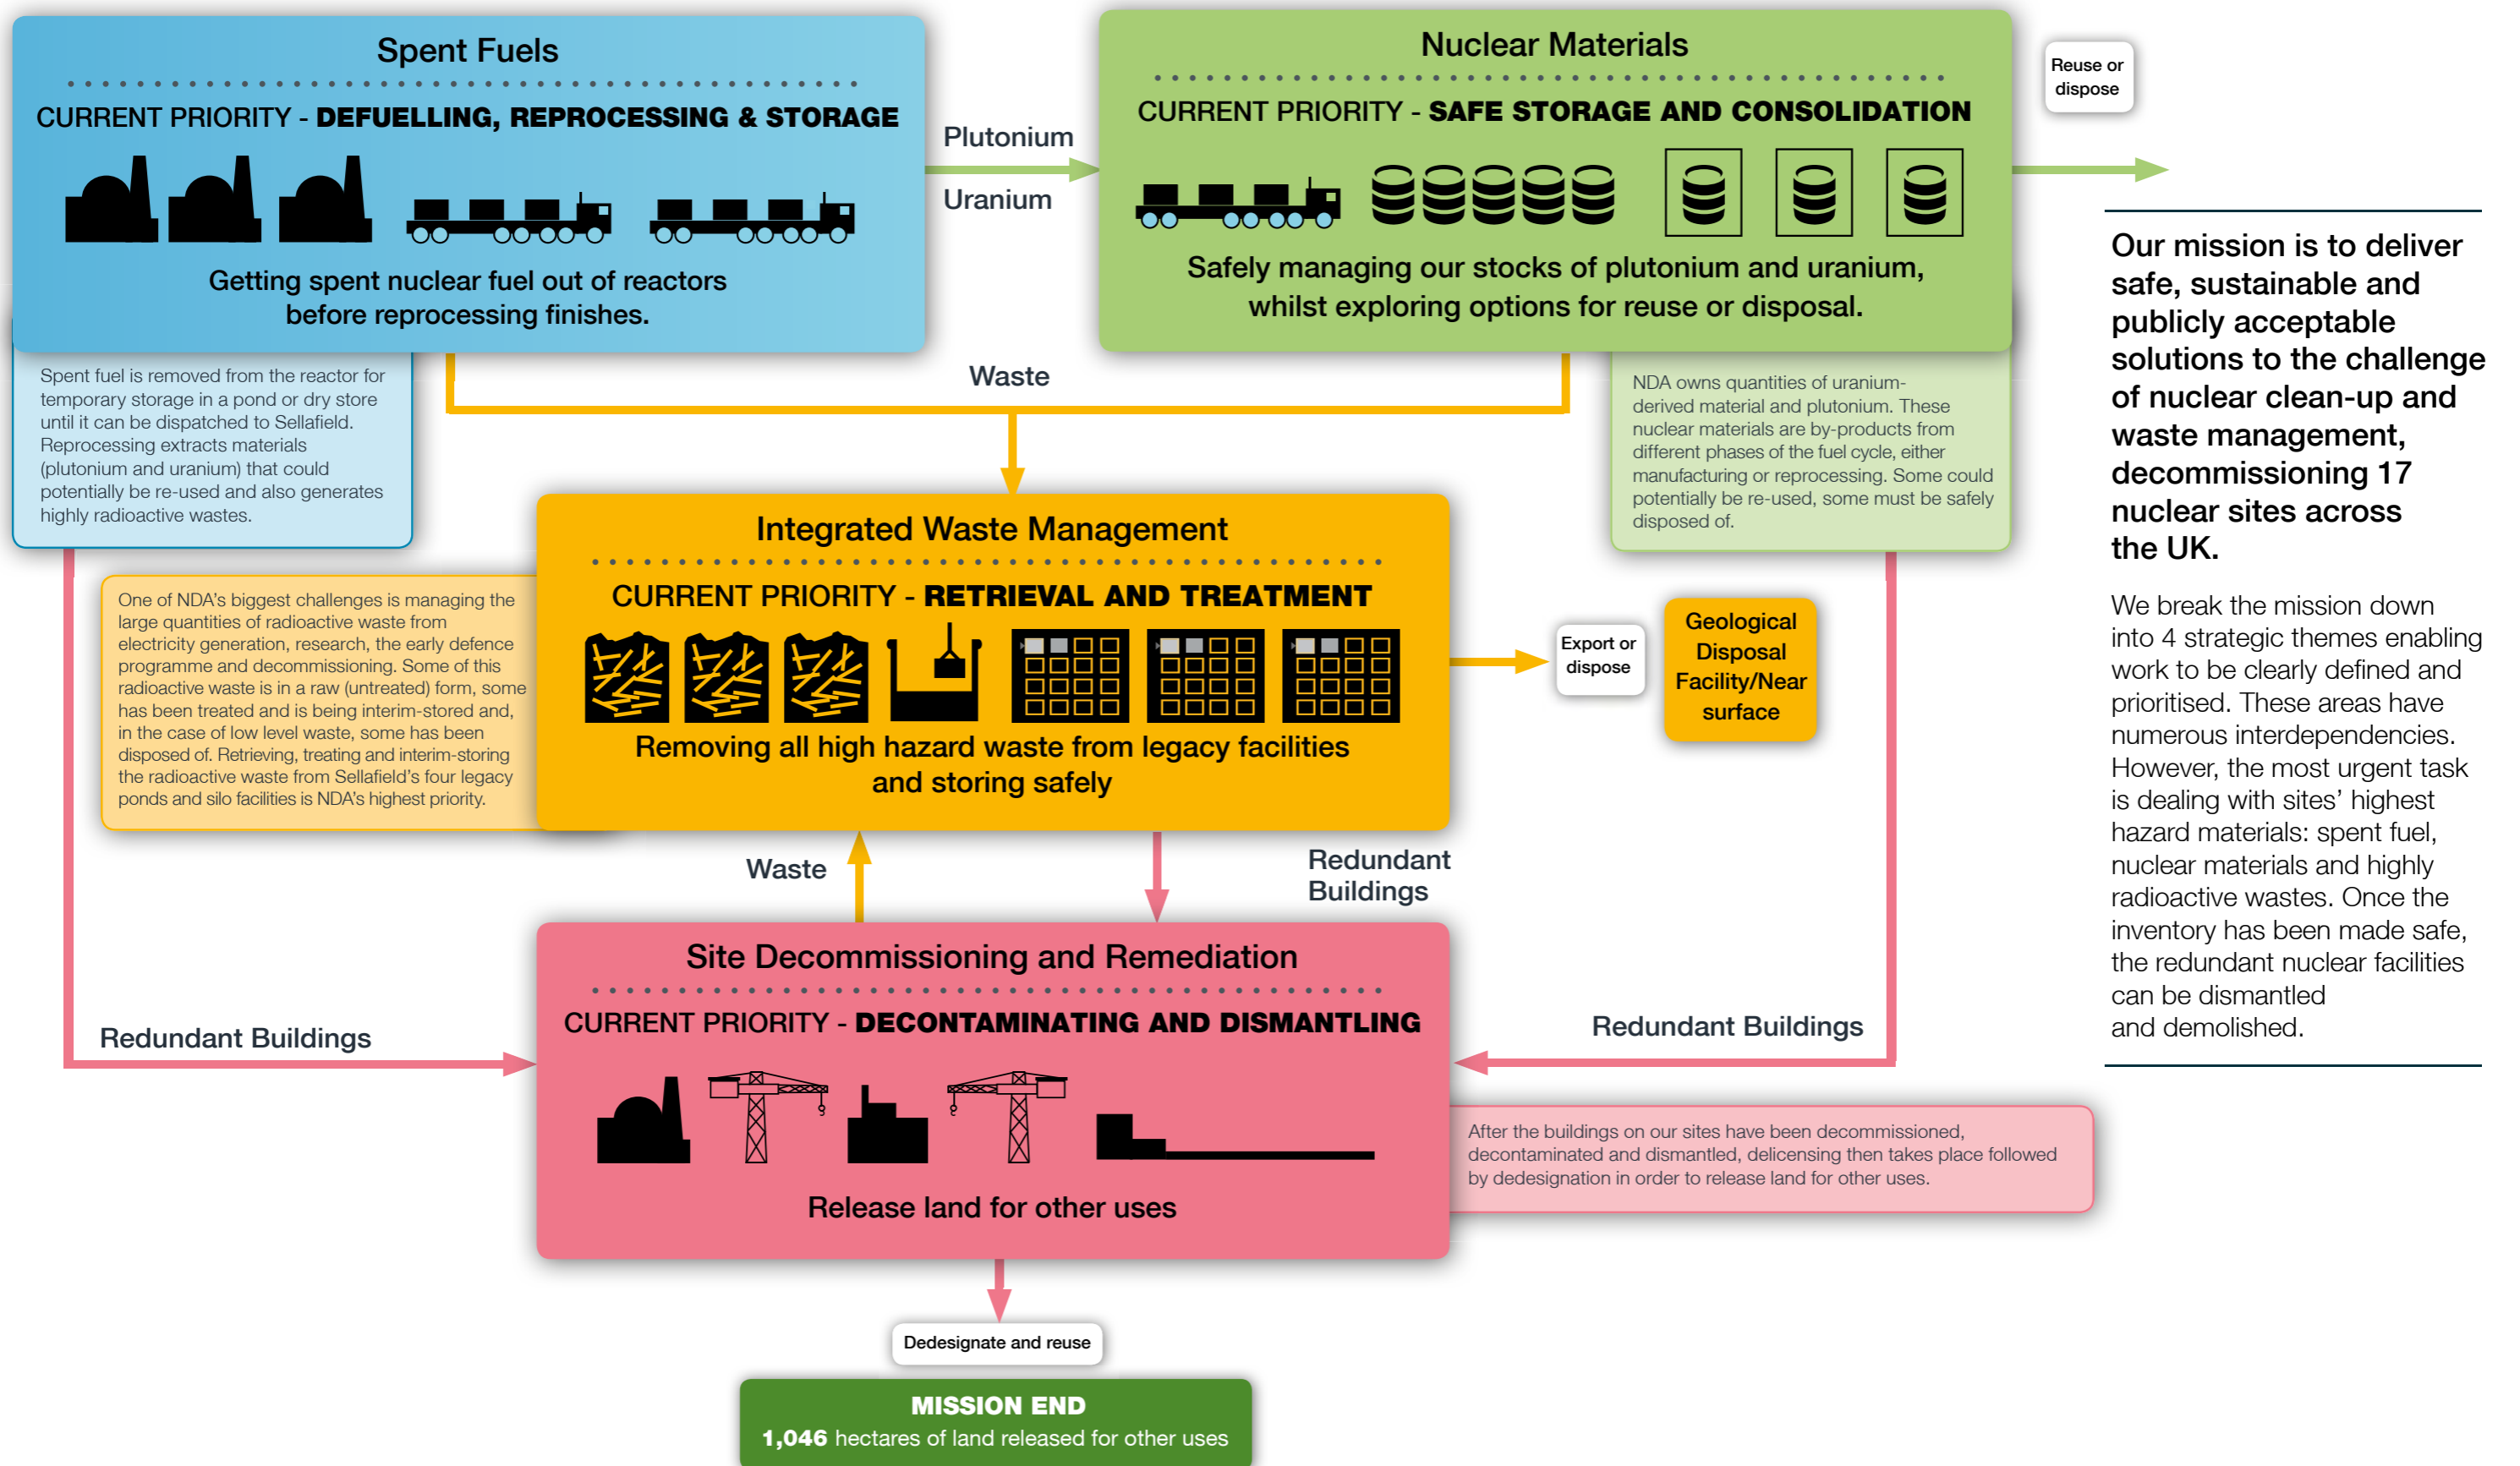 Spent Fuels
CURRENT PRIORITY - DEFUELLING, REPROCESSING & STORAGE
Getting spent nuclear fuel out of reactors
before reprocessing finishes.
Spent fuel is removed from the reactor for
temporary storage in a pond or dry store
until it can be dispatched to Sellafield.
Reprocessing extracts materials
(plutonium and uranium) that could
potentially be re-used and also generates
highly radioactive wastes.
Plutonium
Uranium
Nuclear Materials
CURRENT PRIORITY - SAFE STORAGE AND CONSOLIDATION
Safely managing our stocks of plutonium and uranium,
whilst exploring options for reuse or disposal.
NDA owns quantities of uranium-
derived material and plutonium. These
nuclear materials are by-products from
different phases of the fuel cycle, either
manufacturing or reprocessing. Some could
potentially be re-used, some must be safely
disposed of.
Reuse or
dispose
Waste
Integrated Waste Management
CURRENT PRIORITY - RETRIEVAL AND TREATMENT
Removing all high hazard waste from legacy facilities
and storing safely
One of NDA's biggest challenges is managing the
large quantities of radioactive waste from
electricity generation, research, the early defence
programme and decommissioning. Some of this
radioactive waste is in a raw (untreated) form, some
has been treated and is being interim-stored and,
in the case of low level waste, some has been
disposed of. Retrieving, treating and interim-storing
the radioactive waste from Sellafield's four legacy
ponds and silo facilities is NDA's highest priority.
Export or
dispose
Geological
Disposal
Facility/Near
surface
Waste
Redundant
Buildings
Redundant Buildings
Redundant Buildings
Site Decommissioning and Remediation
CURRENT PRIORITY - DECONTAMINATING AND DISMANTLING
Release land for other uses
After the buildings on our sites have been decommissioned,
decontaminated and dismantled, delicensing then takes place followed
by dedesignation in order to release land for other uses.
Dedesignate and reuse
MISSION END
1,046 hectares of land released for other uses
Our mission is to deliver
safe, sustainable and
publicly acceptable
solutions to the challenge
of nuclear clean-up and
waste management,
decommissioning 17
nuclear sites across
the UK.
We break the mission down
into 4 strategic themes enabling
work to be clearly defined and
prioritised. These areas have
numerous interdependencies.
However, the most urgent task
is dealing with sites' highest
hazard materials: spent fuel,
nuclear materials and highly
radioactive wastes. Once the
inventory has been made safe,
the redundant nuclear facilities
can be dismantled
and demolished.